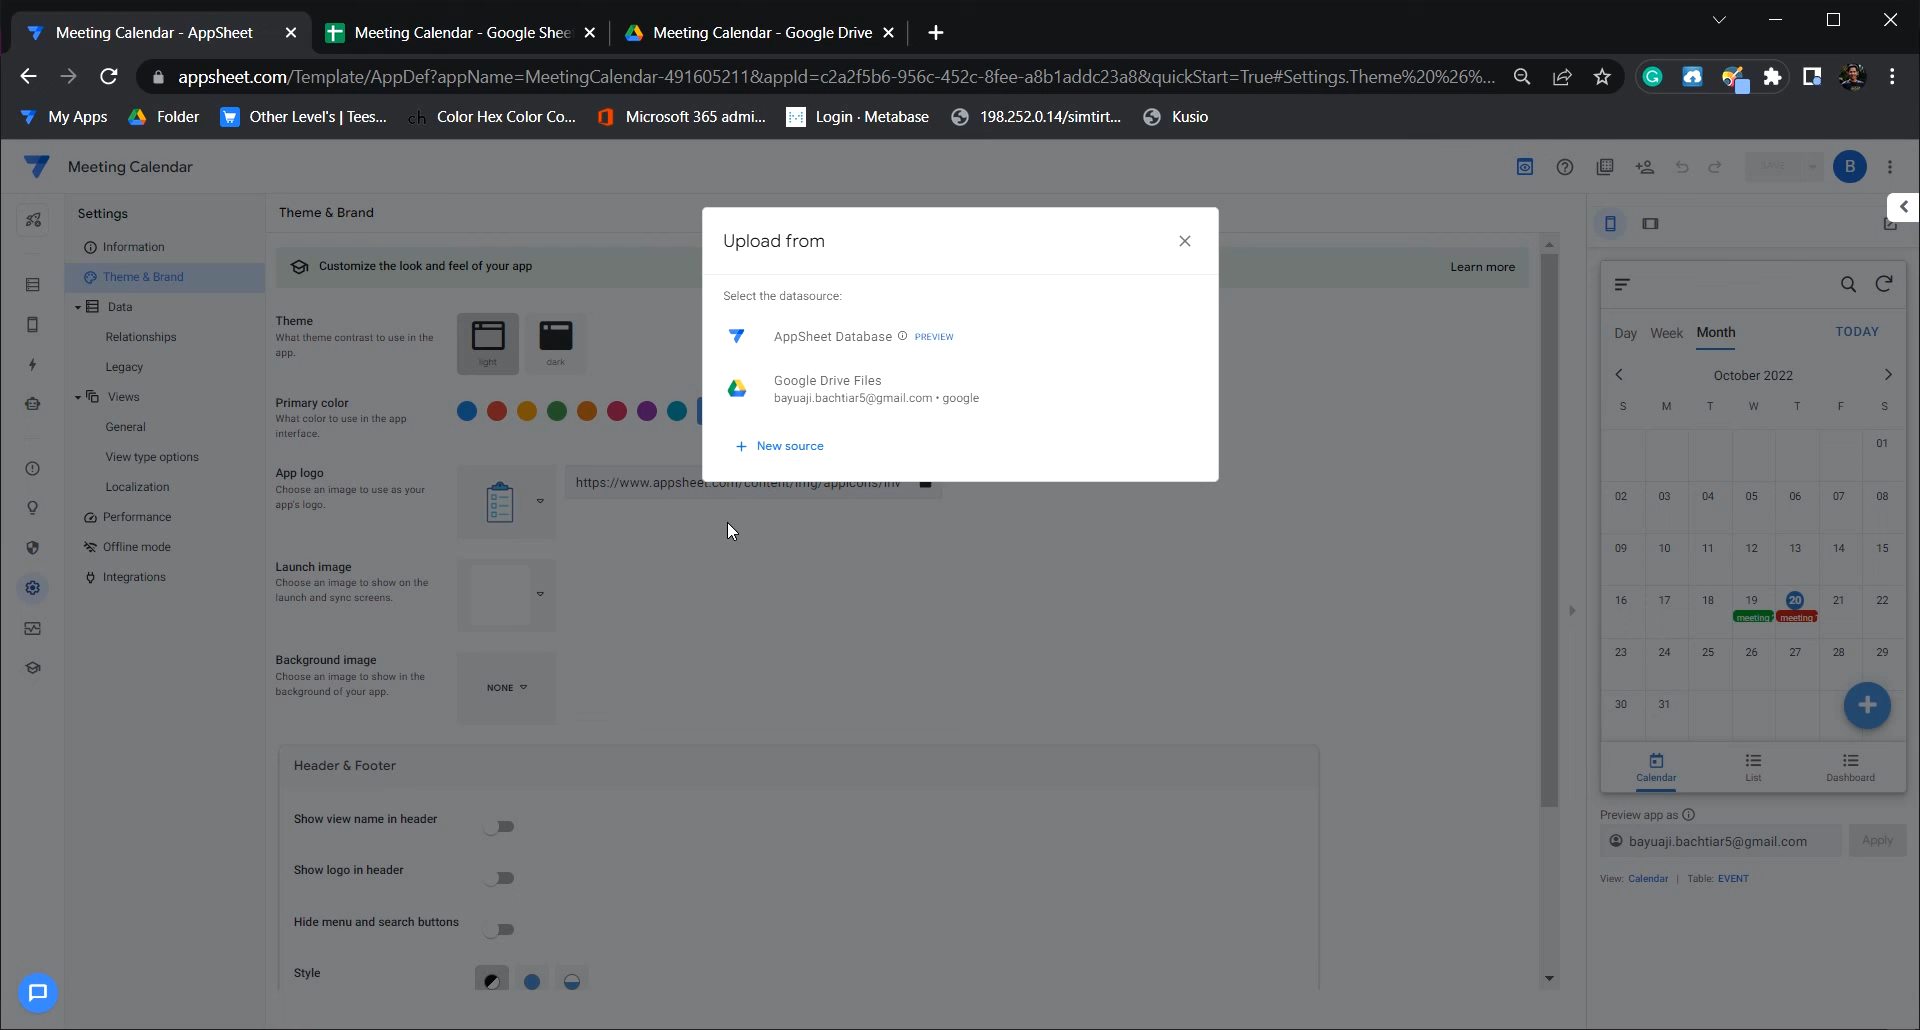 Meeting Calendar - AppSheet
Meeting Calendar - Google Shee
Meeting Calendar - Google Drive
appsheet.com/Template/AppDef?appName=MeetingCalendar-491605211&appId=c2a2f5b6-956c-452c-8fee-a8b1addc23a8&quickStart=True#Settings.Theme%20%26%...
My Apps
Folder
Other Level's | Tees...
ch
Color Hex Color Co...
Microsoft 365 admi...
Login · Metabase
198.252.0.14/simtirt...
Kusio
Meeting Calendar
SAVE
B
Settings
Information
Theme & Brand
Data
Relationships
Legacy
Views
General
View type options
Localization
Performance
Offline mode
Integrations
Theme & Brand
Customize the look and feel of your app
Learn more
Theme
What theme contrast to use in the
app.
light
dark
Primary color
What color to use in the app
interface.
App logo
Choose an image to use as your
app's logo.
https://www.appsheet.com/content/img/appicons/inv
Launch image
Choose an image to show on the
launch and sync screens.
Background image
Choose an image to show in the
background of your app.
NONE
Header & Footer
Show view name in header
Show logo in header
Hide menu and search buttons
Style
Upload from
Select the datasource:
AppSheet Database
PREVIEW
Google Drive Files
bayuaji.bachtiar5@gmail.com • google
+ New source
Day
Week
Month
TODAY
October 2022
S M T W T F S
01
02 03 04 05 06 07 08
09 10 11 12 13 14 15
16 17 18 19 20 21 22
meeting
meeting
23 24 25 26 27 28 29
30 31
Calendar
List
Dashboard
Preview app as
bayuaji.bachtiar5@gmail.com
Apply
View: Calendar | Table: EVENT